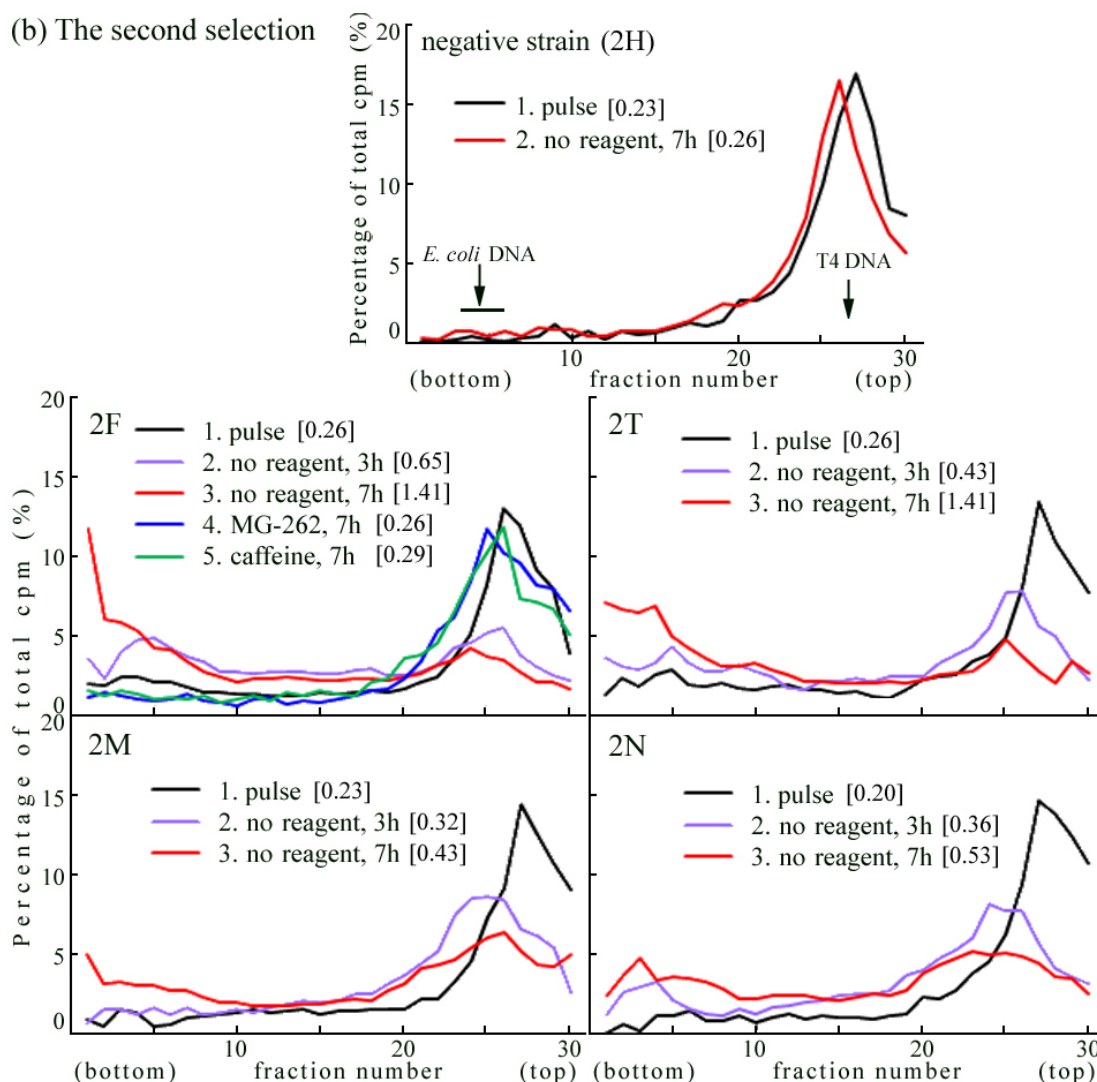 (b) The second selection
Percentage of total cpm (%)
20
15
10
5
0
negative strain (2H)
1. pulse [0.23]
2. no reagent, 7h [0.26]
E. coli DNA
T4 DNA
10
20
30
(bottom)
fraction number
(top)
Percentage of total cpm (%)
20
15
10
5
0
2F
1. pulse [0.26]
2. no reagent, 3h [0.65]
3. no reagent, 7h [1.41]
4. MG-262, 7h [0.26]
5. caffeine, 7h [0.29]
2T
1. pulse [0.26]
2. no reagent, 3h [0.43]
3. no reagent, 7h [1.41]
Percentage of total cpm (%)
20
15
10
5
0
2M
1. pulse [0.23]
2. no reagent, 3h [0.32]
3. no reagent, 7h [0.43]
10
20
30
(bottom)
fraction number
(top)
2N
1. pulse [0.20]
2. no reagent, 3h [0.36]
3. no reagent, 7h [0.53]
10
20
30
(bottom)
fraction number
(top)